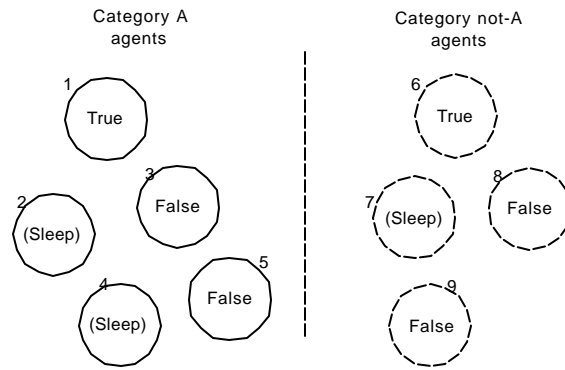 Category A
agents
1
True
2
(Sleep)
3
False
4
(Sleep)
5
False
Category not-A
agents
6
True
7
(Sleep)
8
False
9
False